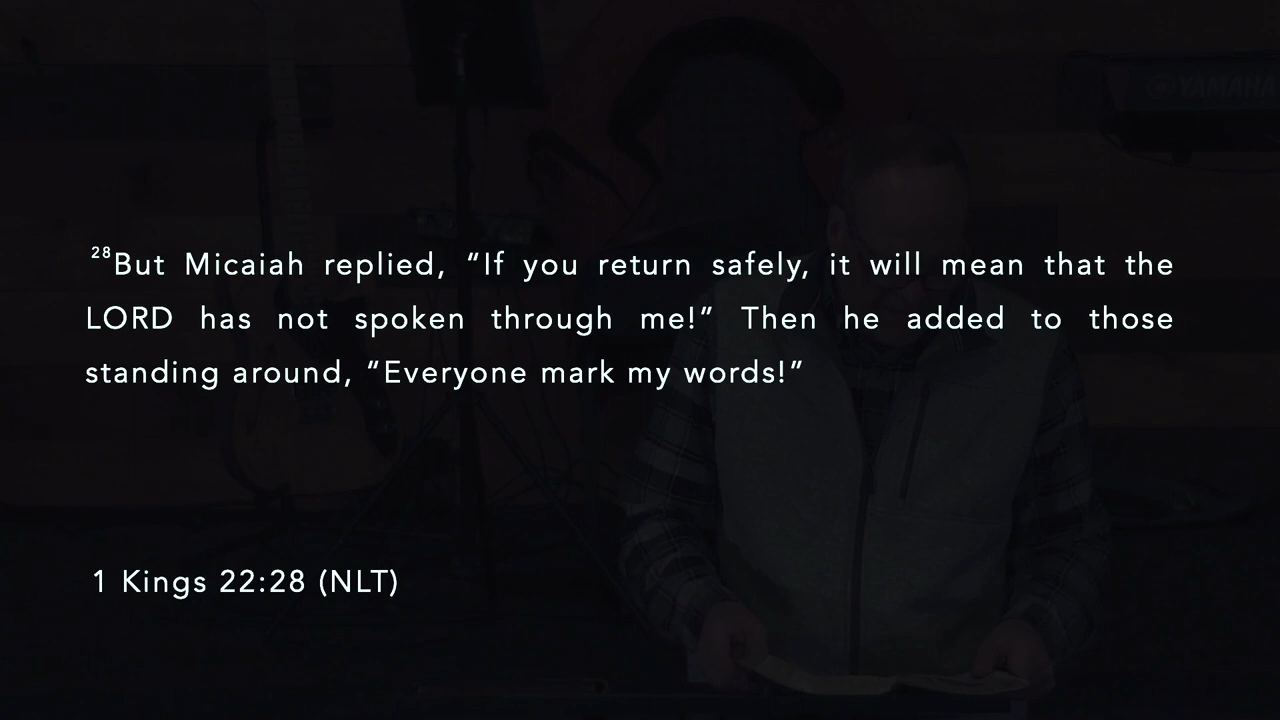 YAMAHA
28But Micaiah replied, “If you return safely, it will mean that the
LORD has not spoken through me!” Then he added to those
standing around, “Everyone mark my words!”
1 Kings 22:28 (NLT)